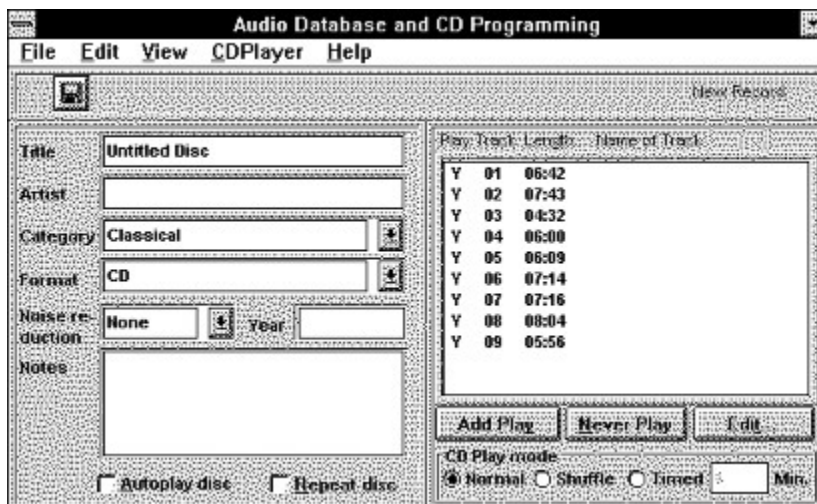 Audio Database and CD Programming
File Edit View CDPlayer Help
New Record
Title Untitled Disc
Artist
Category Classical
Format CD
Noise re-
duction None Year
Notes
Autoplay disc Repeat disc
Play Track Length Name of Track
Y 01 06:42
Y 02 07:43
Y 03 04:32
Y 04 06:00
Y 05 06:09
Y 06 07:14
Y 07 07:16
Y 08 08:04
Y 09 05:56
Add Play Never Play Edit
CD Play mode
Normal Shuffle Timed Min.